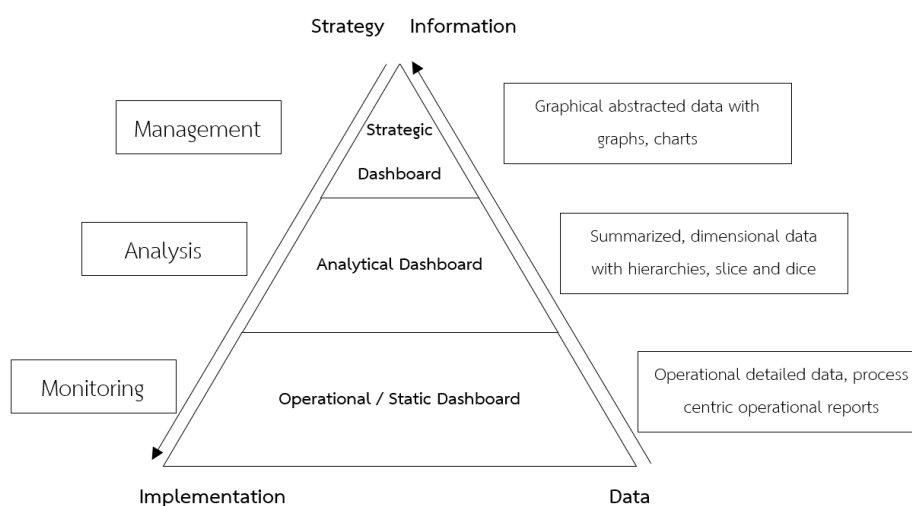 Strategy Information
Management
Strategic
Dashboard
Graphical abstracted data with
graphs, charts
Analysis
Analytical Dashboard
Summarized, dimensional data
with hierarchies, slice and dice
Monitoring
Operational / Static Dashboard
Operational detailed data, process
centric operational reports
Implementation
Data